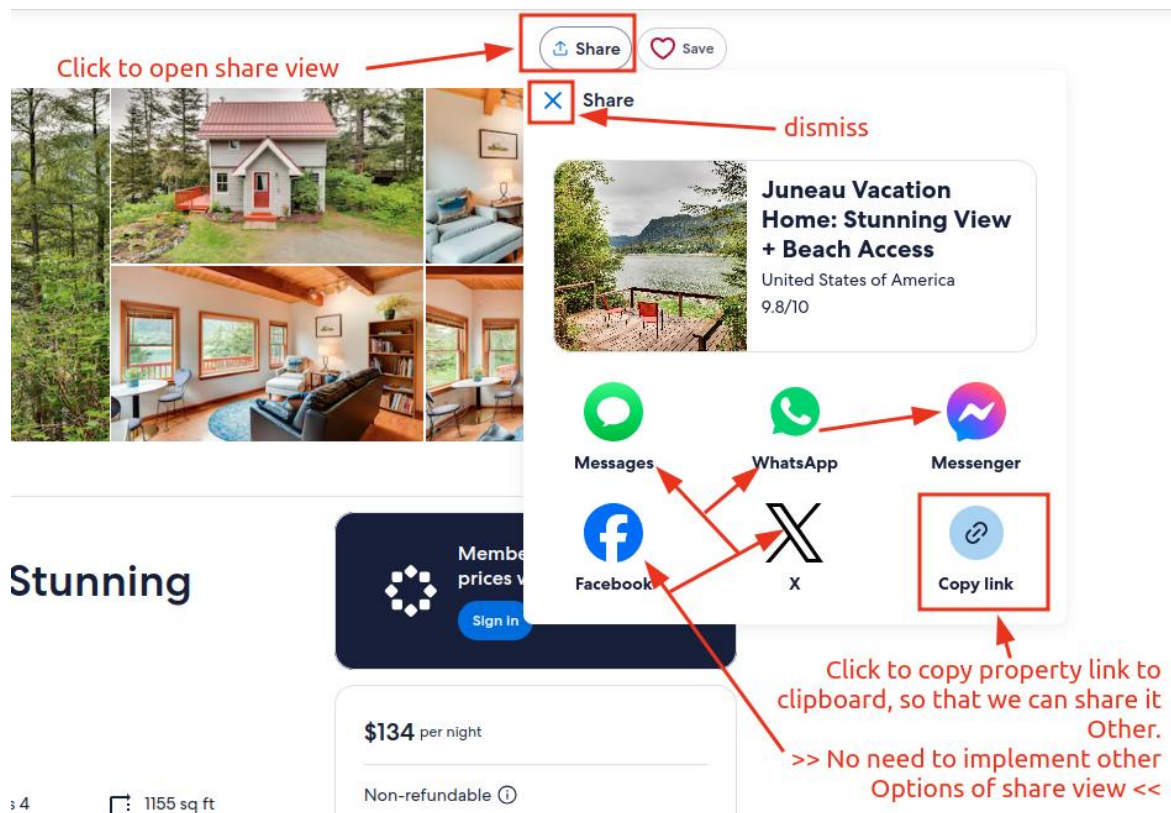 Share
Save
Click to open share view
Share
dismiss
Juneau Vacation
Home: Stunning View
+ Beach Access
United States of America
9.8/10
Messages
WhatsApp
Messenger
Facebook
X
Copy link
Stunning
Membe
prices w
Sign in
Click to copy property link to
clipboard, so that we can share it
Other.
>> No need to implement other
Options of share view <<
$134 per night
Non-refundable
s 4
1155 sq ft